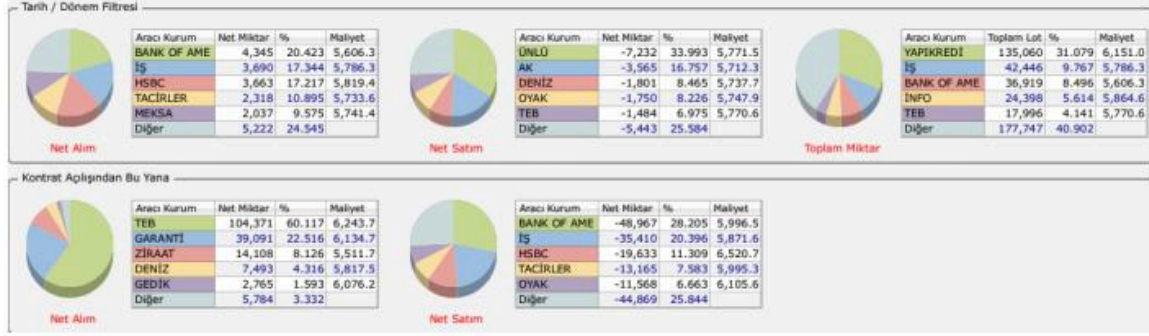 Tarih / Dönem Filtresi
Aracı Kurum Net Miktar % Maliyet
BANK OF AME 4,345 20.423 5,606.3
İŞ 3,690 17.344 5,786.3
HSBC 3,663 17.217 5,819.4
TACİRLER 2,318 10.895 5,733.6
MEKSA 2,037 9.575 5,741.4
Diğer 5,222 24.545
Net Alım
Aracı Kurum Net Miktar % Maliyet
ÜNLÜ -7,232 33.993 5,771.5
AK -3,565 16.757 5,712.3
DENİZ -1,801 8.465 5,737.7
OYAK -1,750 8.226 5,747.9
TEB -1,484 6.975 5,770.6
Diğer -5,443 25.584
Net Satım
Aracı Kurum Toplam Lot % Maliyet
YAPIKREDİ 135,060 31.079 6,151.0
İŞ 42,446 9.767 5,786.3
BANK OF AME 36,919 8.496 5,606.3
İNFO 24,398 5.614 5,864.6
TEB 17,996 4.141 5,770.6
Diğer 177,747 40.902
Toplam Miktar
Kontrat Açılışından Bu Yana
Aracı Kurum Net Miktar % Maliyet
TEB 104,371 60.117 6,243.7
GARANTİ 39,091 22.516 6,134.7
ZİRAAT 14,108 8.126 5,511.7
DENİZ 7,493 4.316 5,817.5
GEDİK 2,765 1.593 6,076.2
Diğer 5,784 3.332
Net Alım
Aracı Kurum Net Miktar % Maliyet
BANK OF AME -48,967 28.205 5,996.5
İŞ -35,410 20.396 5,871.6
HSBC -19,633 11.309 6,520.7
TACİRLER -13,165 7.583 5,995.3
OYAK -11,568 6.663 6,105.6
Diğer -44,869 25.844
Net Satım